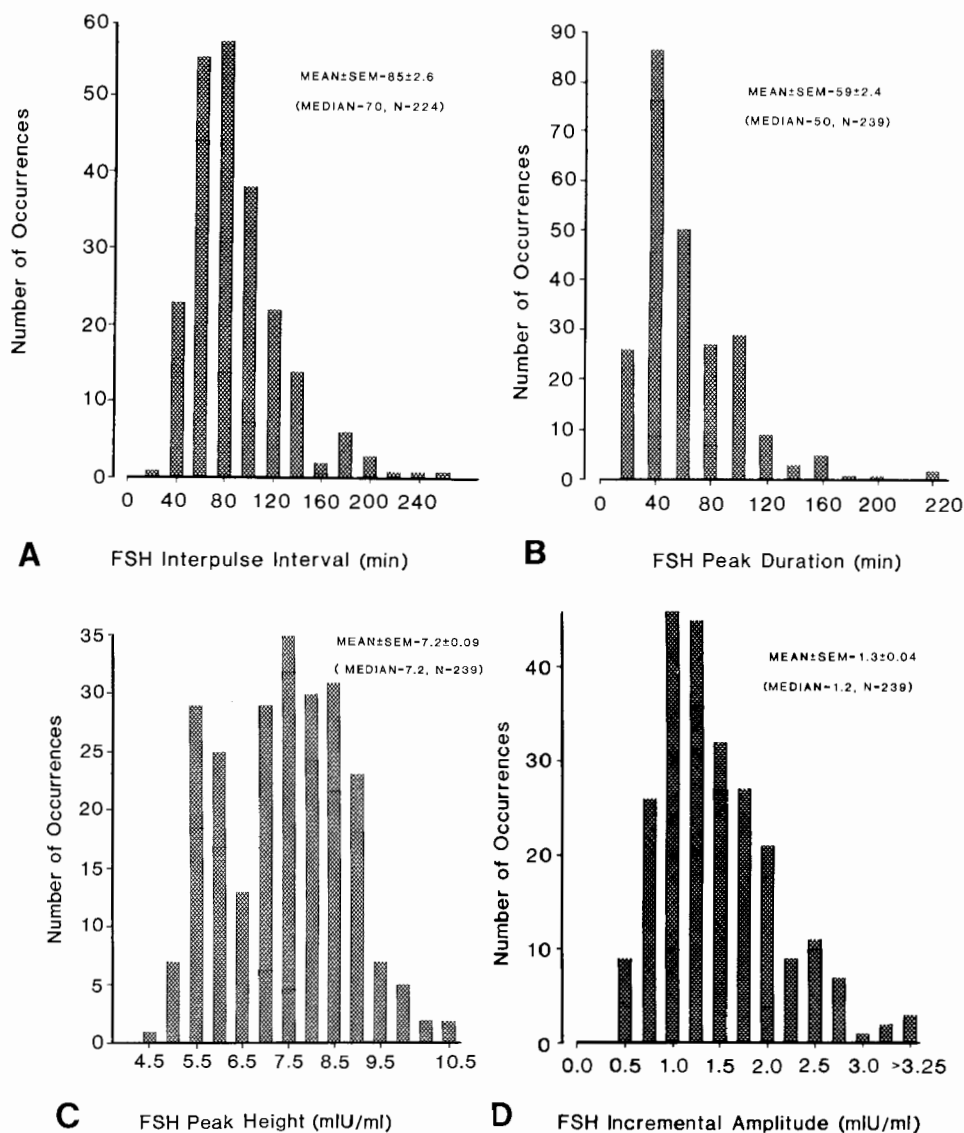 60
50
40
30
20
10
0
Number of Occurrences
MEAN±SEM-85±2.6
(MEDIAN-70, N-224)
0 40 80 120 160 200 240
A FSH Interpulse Interval (min)
90
80
70
60
50
40
30
20
10
0
Number of Occurrences
MEAN±SEM-59±2.4
(MEDIAN-50, N-239)
0 40 80 120 160 220
B FSH Peak Duration (min)
35
30
25
20
15
10
5
0
Number of Occurrences
MEAN±SEM-7.2±0.09
( MEDIAN-7.2, N-239)
4.5 5.5 6.5 7.5 8.5 9.5 10.5
C FSH Peak Height (mIU/ml)
40
30
20
10
0
Number of Occurrences
MEAN±SEM-1.3±0.04
(MEDIAN-1.2, N-239)
0.0 0.5 1.0 1.5 2.0 2.5 3.0 >3.25
D FSH Incremental Amplitude (mIU/ml)